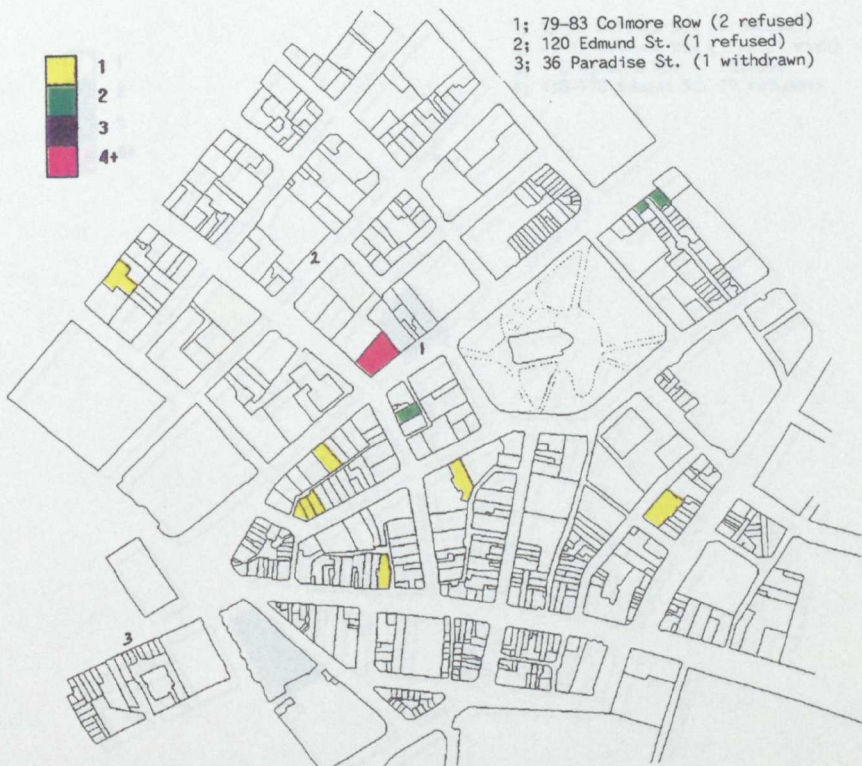 1; 79-83 Colmore Row (2 refused)
2; 120 Edmund St. (1 refused)
3; 36 Paradise St. (1 withdrawn)
1
2
3
4+
2
1
3